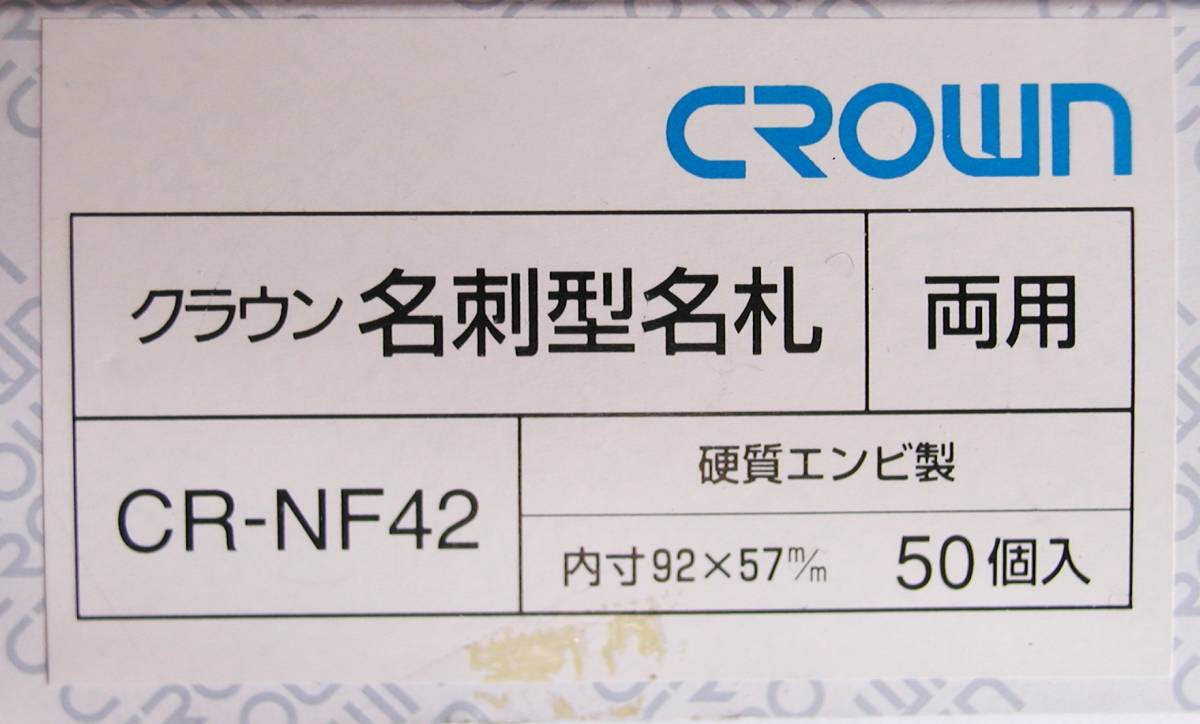 CROWN
クラウン 名刺型名札
両用
CR-NF42
硬質エンビ製
内寸92×57m/m 50個入